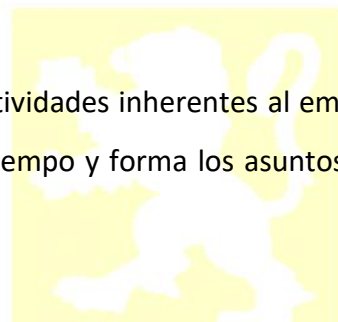 tividades inherentes al em
empo y forma los asuntos